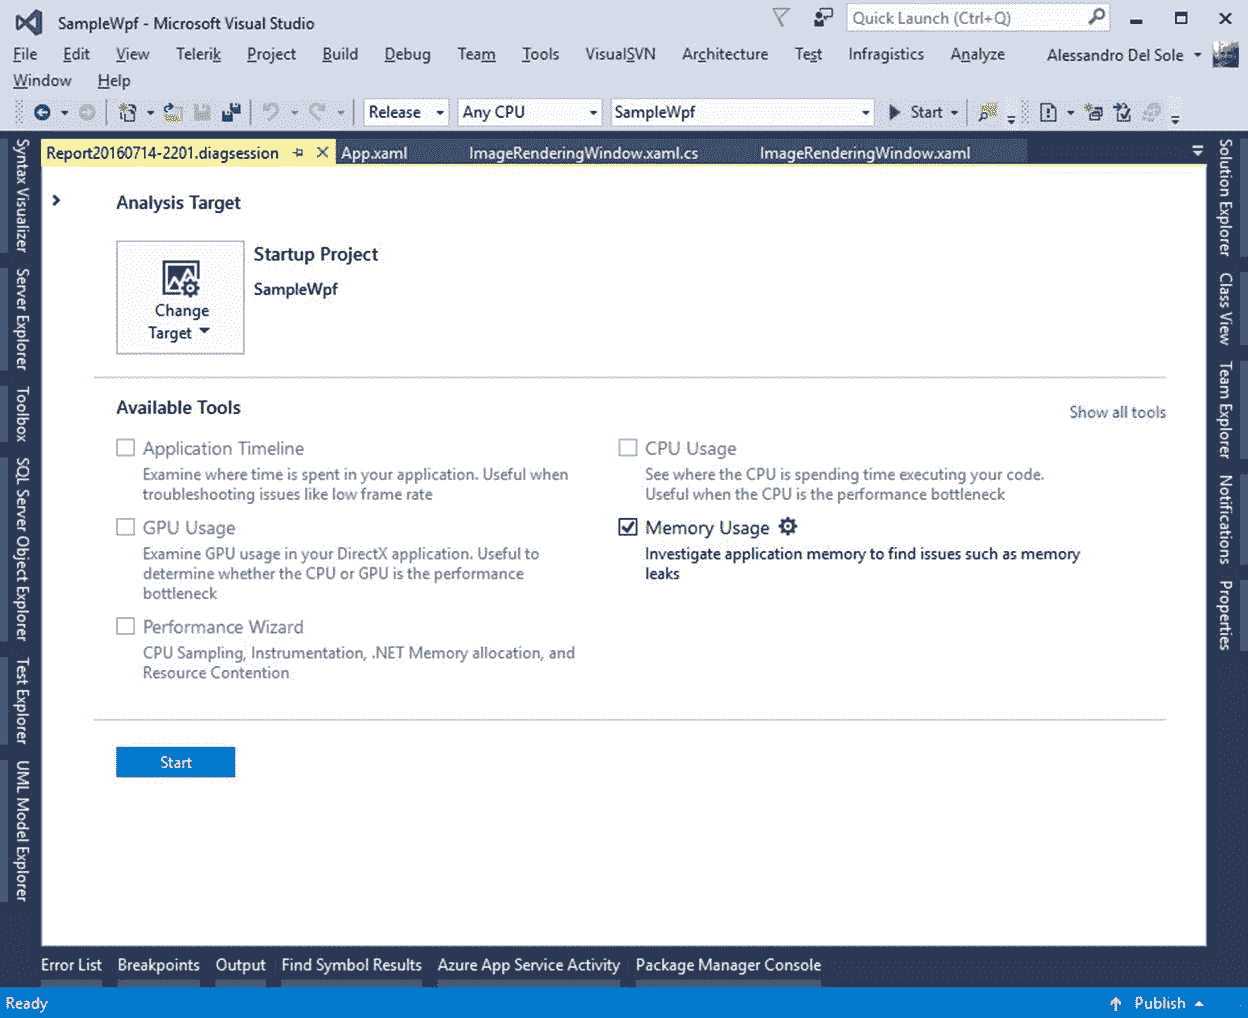 SampleWpf - Microsoft Visual Studio
Quick Launch (Ctrl+Q)
File Edit View Telerik Project Build Debug Team Tools VisualSVN Architecture Test Infragistics Analyze Alessandro Del Sole
Window Help
Release Any CPU SampleWpf Start
Report20160714-2201.diagsession App.xaml ImageRenderingWindow.xaml.cs ImageRenderingWindow.xaml
Syntax Visualizer
Server Explorer
Toolbox
SQL Server Object Explorer
Test Explorer
UML Model Explorer
Analysis Target
Change
Target
Startup Project
SampleWpf
Available Tools
Show all tools
Application Timeline
Examine where time is spent in your application. Useful when
troubleshooting issues like low frame rate
CPU Usage
See where the CPU is spending time executing your code.
Useful when the CPU is the performance bottleneck
GPU Usage
Examine GPU usage in your DirectX application. Useful to
determine whether the CPU or GPU is the performance
bottleneck
Memory Usage
Investigate application memory to find issues such as memory
leaks
Performance Wizard
CPU Sampling, Instrumentation, .NET Memory allocation, and
Resource Contention
Start
Solution Explorer
Class View
Team Explorer
Notifications
Properties
Error List Breakpoints Output Find Symbol Results Azure App Service Activity Package Manager Console
Ready
Publish